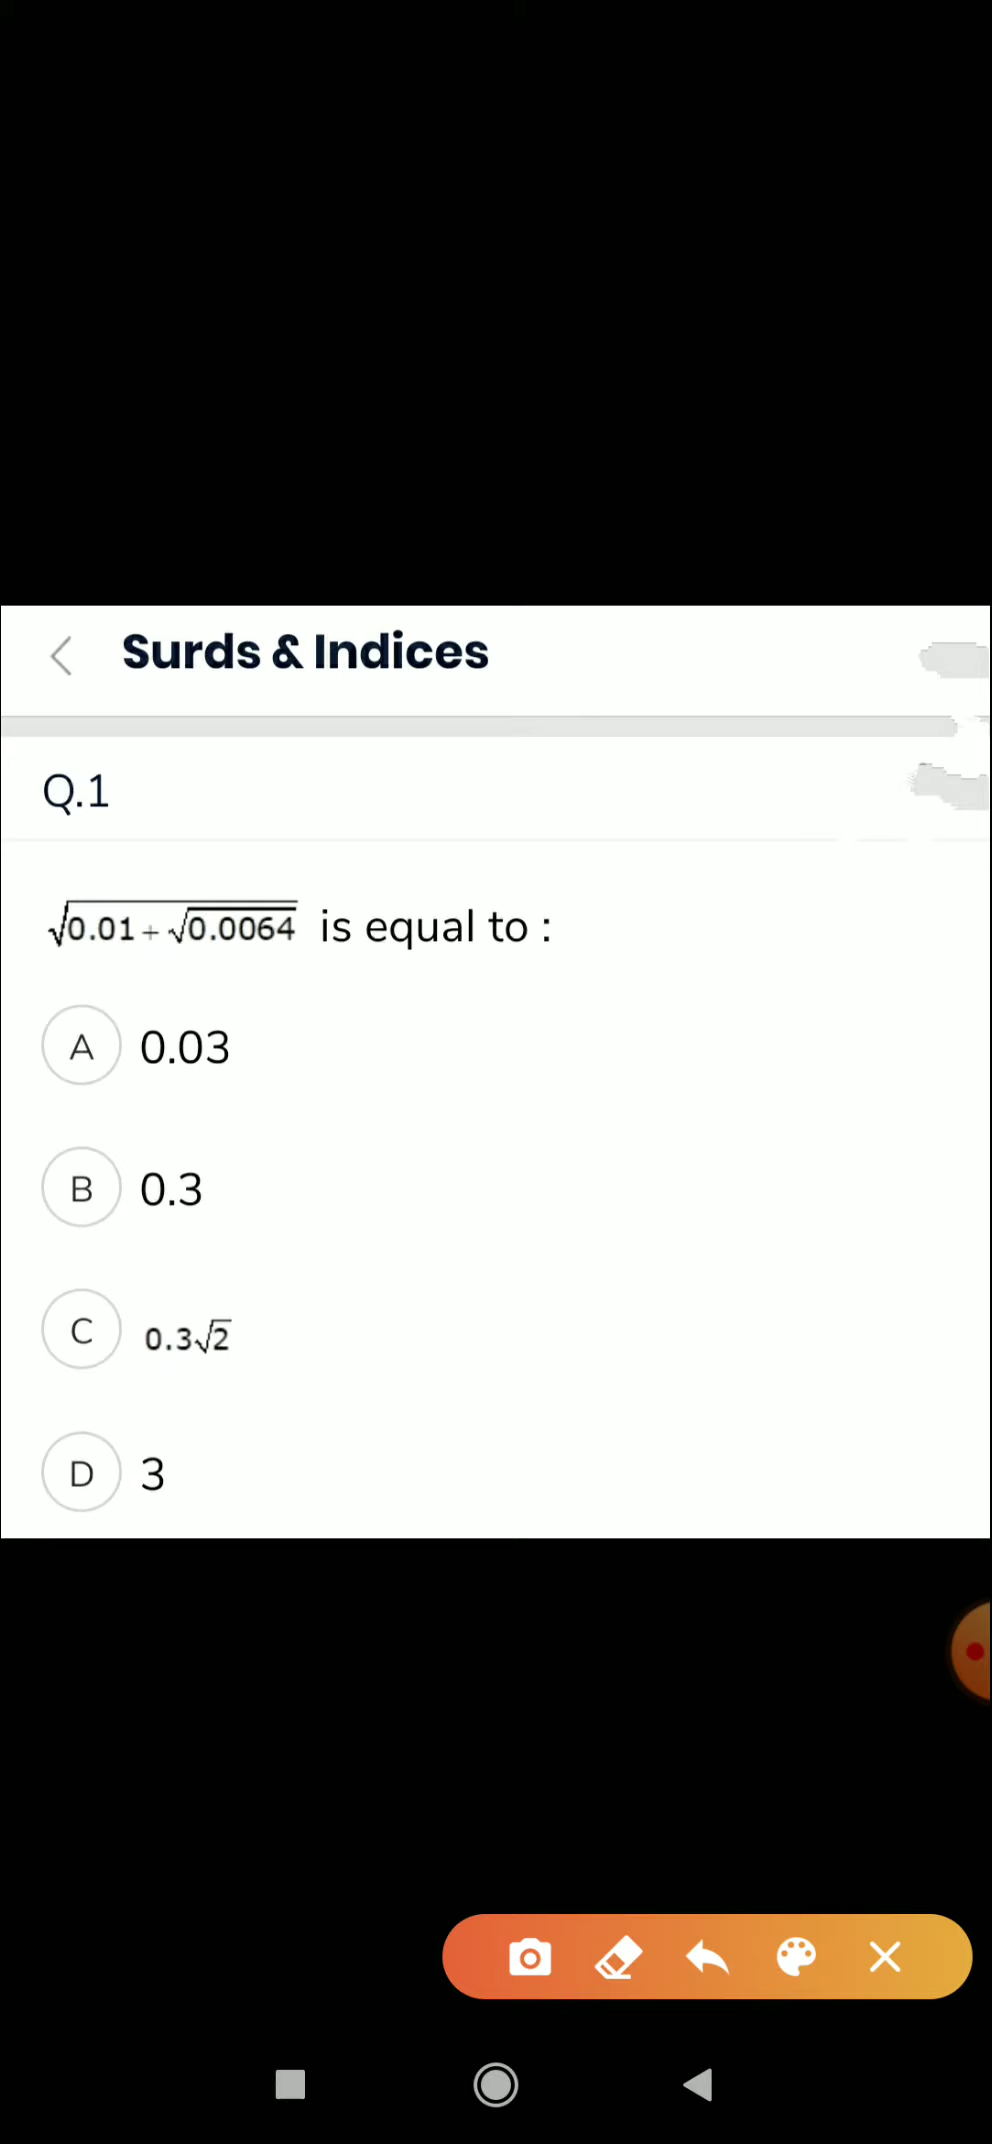 Surds & Indices
Q.1
√(0.01 + √0.0064) is equal to :
A 0.03
B 0.3
C 0.3√2
D 3